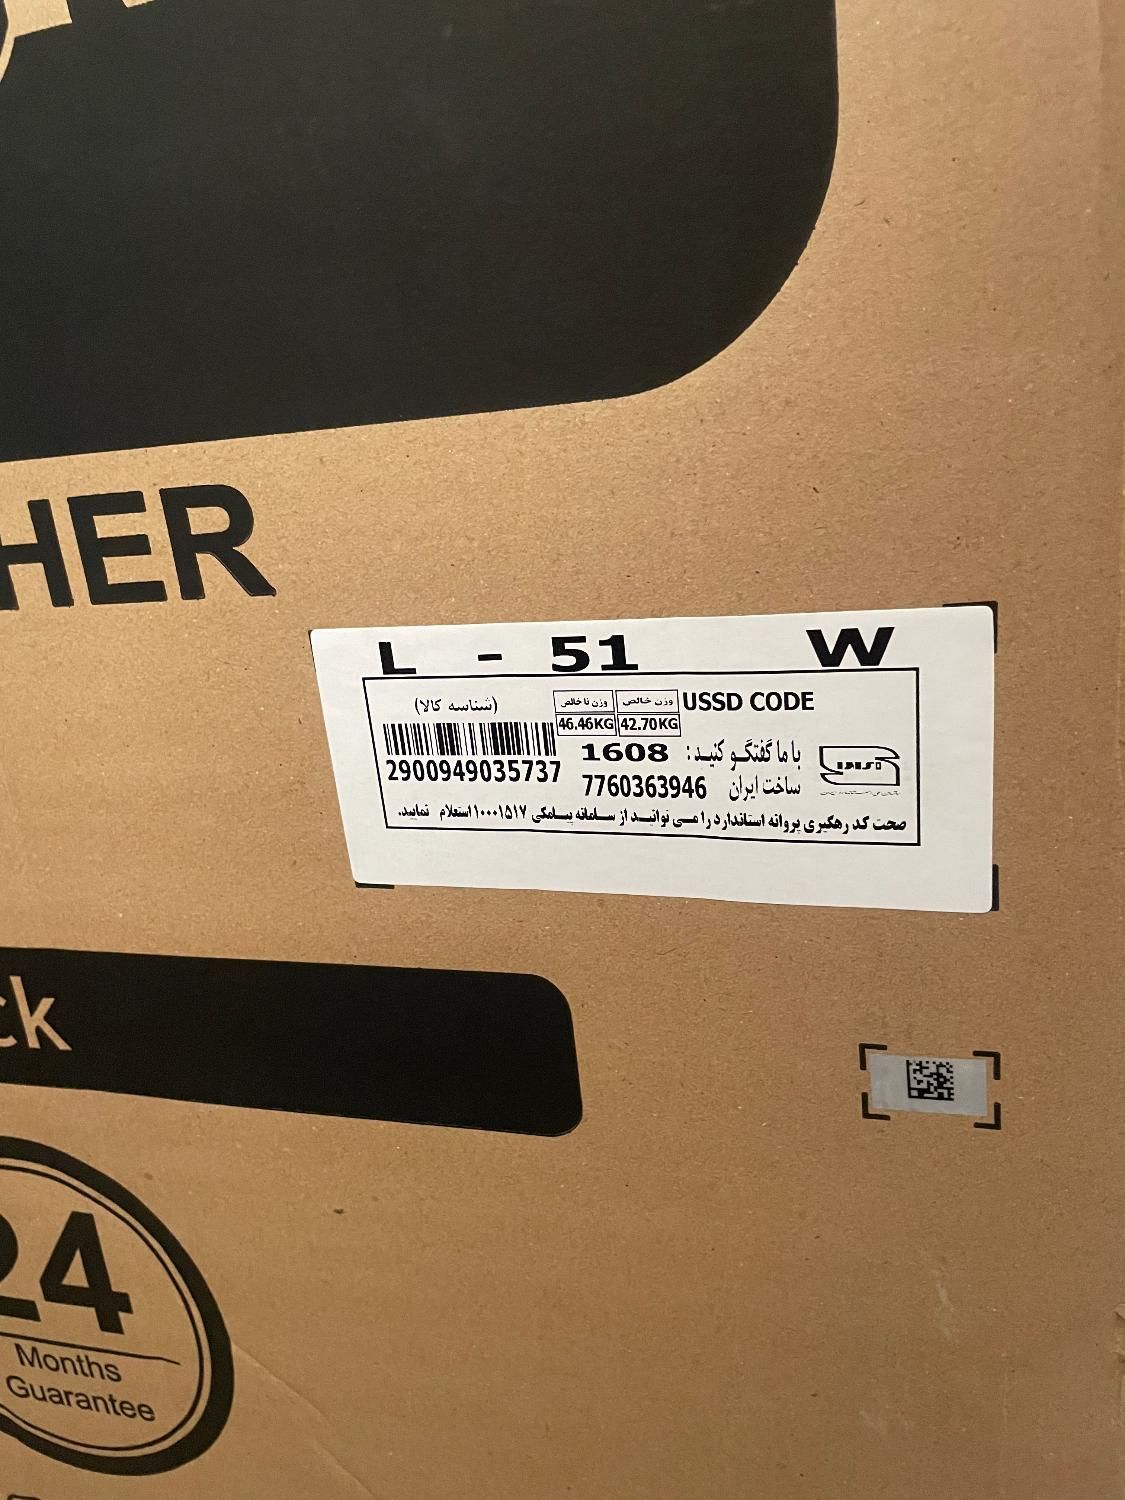 HER
L - 51 W
(شناسه کالا) وزن ناخالص وزن خالص USSD CODE
46.46KG 42.70KG
با ما گفتگو کنید: 1608
2900949035737
ساخت ایران 7760363946
صحت کد رهگیری پروانه استاندارد را می توانید از سامانه پیامکی ۱۰۰۰۱۵۱۷ استعلام نمایید.
ck
24
Months
Guarantee